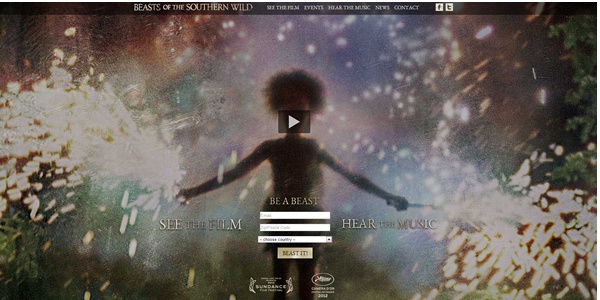 BEASTS OF THE SOUTHERN WILD
SEE THE FILM EVENTS HEAR THE MUSIC NEWS CONTACT
BE A BEAST
E-mail
Zip/Postal Code
-- choose country --
BEAST IT!
SEE THE FILM
HEAR THE MUSIC
SUNDANCE
FILM FESTIVAL
CAMERA D'OR
2012